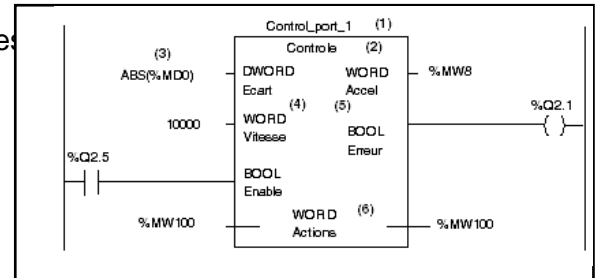 es
Control_port_1 (1)
Controle (2)
(3)
ABS(%MD0) DWORD WORD %MW8
Ecart Accel
%Q2.1
10000 WORD (4) (5)
Vitesse BOOL
Erreur
%Q2.5
BOOL
Enable
%MW100 WORD (6) %MW100
Actions